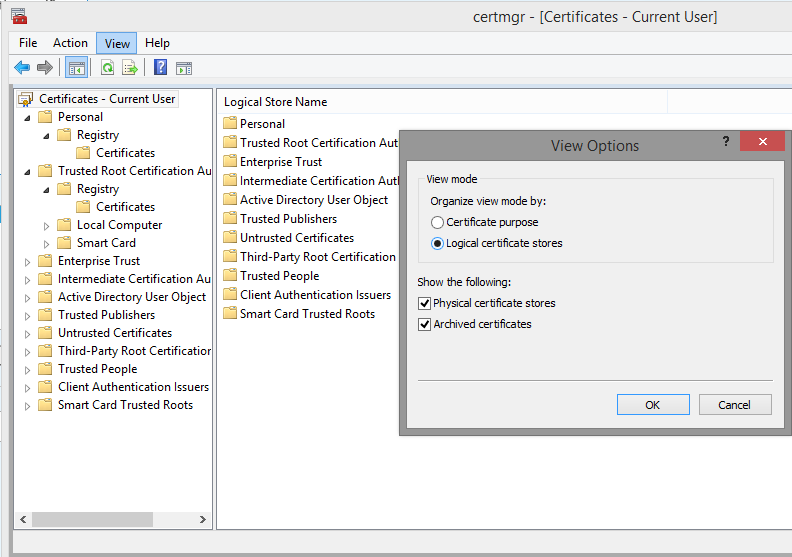 certmgr - [Certificates - Current User]
File Action View Help
Certificates - Current User
Personal
Registry
Certificates
Trusted Root Certification Au
Registry
Certificates
Local Computer
Smart Card
Enterprise Trust
Intermediate Certification Au
Active Directory User Object
Trusted Publishers
Untrusted Certificates
Third-Party Root Certification
Trusted People
Client Authentication Issuers
Smart Card Trusted Roots
Logical Store Name
Personal
Trusted Root Certification Aut
Enterprise Trust
Intermediate Certification Auth
Active Directory User Object
Trusted Publishers
Untrusted Certificates
Third-Party Root Certification
Trusted People
Client Authentication Issuers
Smart Card Trusted Roots
View Options
?
View mode
Organize view mode by:
Certificate purpose
Logical certificate stores
Show the following:
Physical certificate stores
Archived certificates
OK Cancel